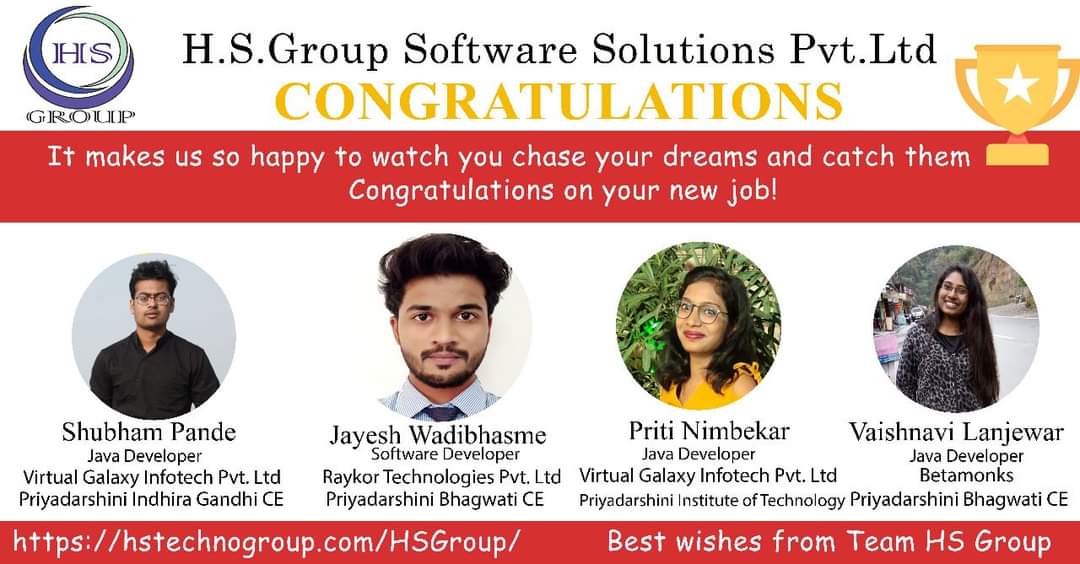 HS
GROUP
H.S.Group Software Solutions Pvt.Ltd
CONGRATULATIONS
It makes us so happy to watch you chase your dreams and catch them
Congratulations on your new job!
Shubham Pande
Java Developer
Virtual Galaxy Infotech Pvt. Ltd
Priyadarshini Indhira Gandhi CE
Jayesh Wadibhasme
Software Developer
Raykor Technologies Pvt. Ltd
Priyadarshini Bhagwati CE
Priti Nimbekar
Java Developer
Virtual Galaxy Infotech Pvt. Ltd
Priyadarshini Institute of Technology
Vaishnavi Lanjewar
Java Developer
Betamonks
Priyadarshini Bhagwati CE
https://hstechnogroup.com/HSGroup/
Best wishes from Team HS Group